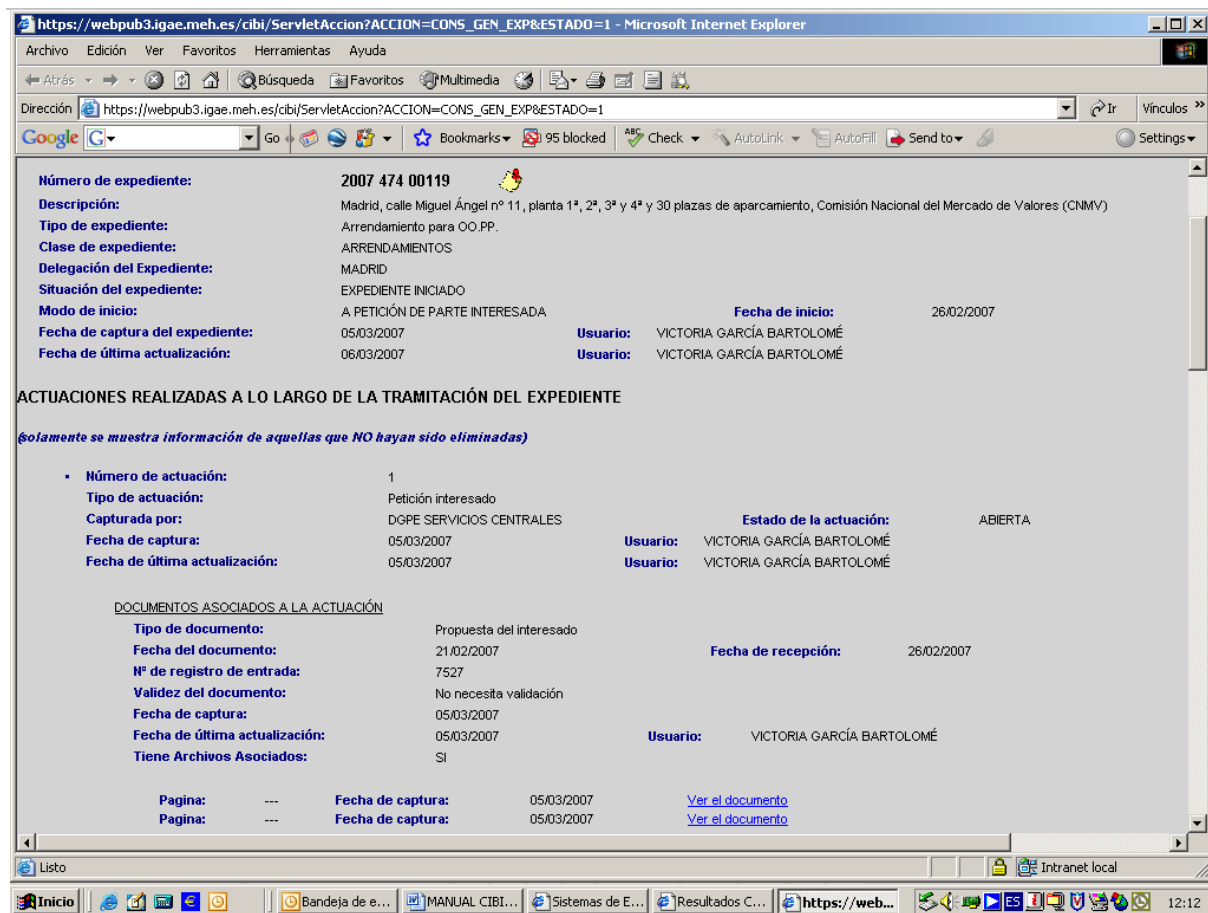 https://webpub3.igae.meh.es/cibi/ServletAccion?ACCION=CONS_GEN_EXP&ESTADO=1 - Microsoft Internet Explorer
Archivo Edición Ver Favoritos Herramientas Ayuda
Atrás Búsqueda Favoritos Multimedia
Dirección https://webpub3.igae.meh.es/cibi/ServletAccion?ACCION=CONS_GEN_EXP&ESTADO=1 Ir Vínculos »
Google G Go Bookmarks 95 blocked ABC Check AutoLink AutoFill Send to Settings
Número de expediente: 2007 474 00119
Descripción: Madrid, calle Miguel Ángel nº 11, planta 1ª, 2ª, 3ª y 4ª y 30 plazas de aparcamiento, Comisión Nacional del Mercado de Valores (CNMV)
Tipo de expediente: Arrendamiento para OO.PP.
Clase de expediente: ARRENDAMIENTOS
Delegación del Expediente: MADRID
Situación del expediente: EXPEDIENTE INICIADO
Modo de inicio: A PETICIÓN DE PARTE INTERESADA Fecha de inicio: 26/02/2007
Fecha de captura del expediente: 05/03/2007 Usuario: VICTORIA GARCÍA BARTOLOMÉ
Fecha de última actualización: 06/03/2007 Usuario: VICTORIA GARCÍA BARTOLOMÉ
ACTUACIONES REALIZADAS A LO LARGO DE LA TRAMITACIÓN DEL EXPEDIENTE
(solamente se muestra información de aquellas que NO hayan sido eliminadas)
▪ Número de actuación: 1
Tipo de actuación: Petición interesado
Capturada por: DGPE SERVICIOS CENTRALES Estado de la actuación: ABIERTA
Fecha de captura: 05/03/2007 Usuario: VICTORIA GARCÍA BARTOLOMÉ
Fecha de última actualización: 05/03/2007 Usuario: VICTORIA GARCÍA BARTOLOMÉ
DOCUMENTOS ASOCIADOS A LA ACTUACIÓN
Tipo de documento: Propuesta del interesado
Fecha del documento: 21/02/2007 Fecha de recepción: 26/02/2007
Nº de registro de entrada: 7527
Validez del documento: No necesita validación
Fecha de captura: 05/03/2007
Fecha de última actualización: 05/03/2007 Usuario: VICTORIA GARCÍA BARTOLOMÉ
Tiene Archivos Asociados: SI
Pagina: --- Fecha de captura: 05/03/2007 Ver el documento
Pagina: --- Fecha de captura: 05/03/2007 Ver el documento
Listo Intranet local
Inicio Bandeja de e... MANUAL CIBI... Sistemas de E... Resultados C... https://web... ES 12:12